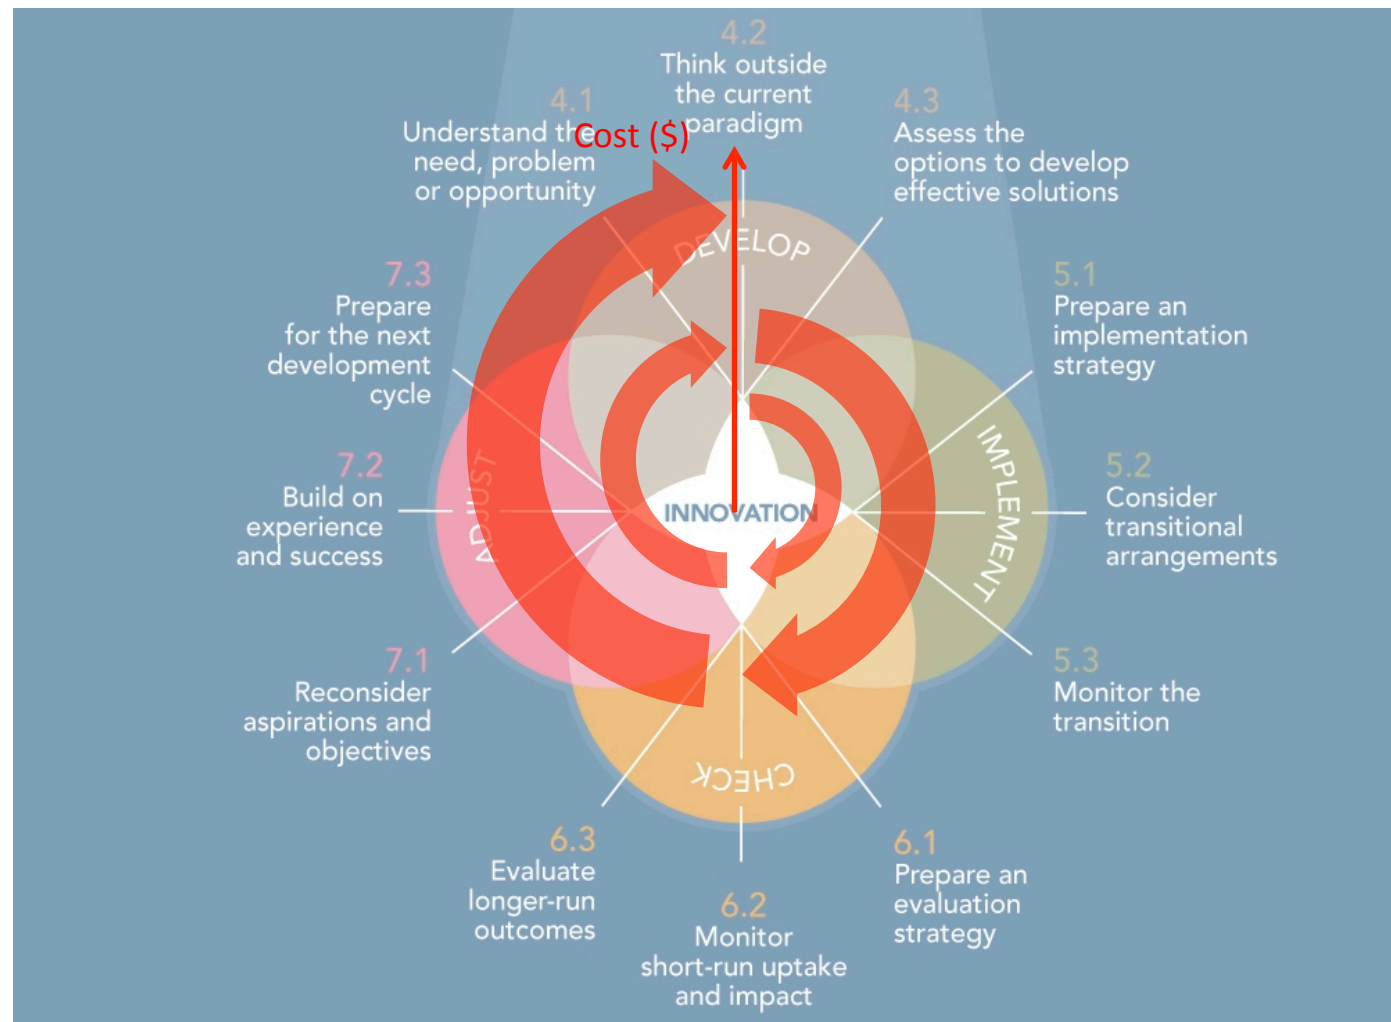 4.2
Think outside
the current
paradigm
4.1
Understand the
need, problem
or opportunity
Cost ($)
4.3
Assess the
options to develop
effective solutions
DEVELOP
7.3
Prepare
for the next
development
cycle
5.1
Prepare an
implementation
strategy
7.2
Build on
experience
and success
ADJUST
INNOVATION
IMPLEMENT
5.2
Consider
transitional
arrangements
7.1
Reconsider
aspirations and
objectives
5.3
Monitor the
transition
CHECK
6.3
Evaluate
longer-run
outcomes
6.2
Monitor
short-run uptake
and impact
6.1
Prepare an
evaluation
strategy